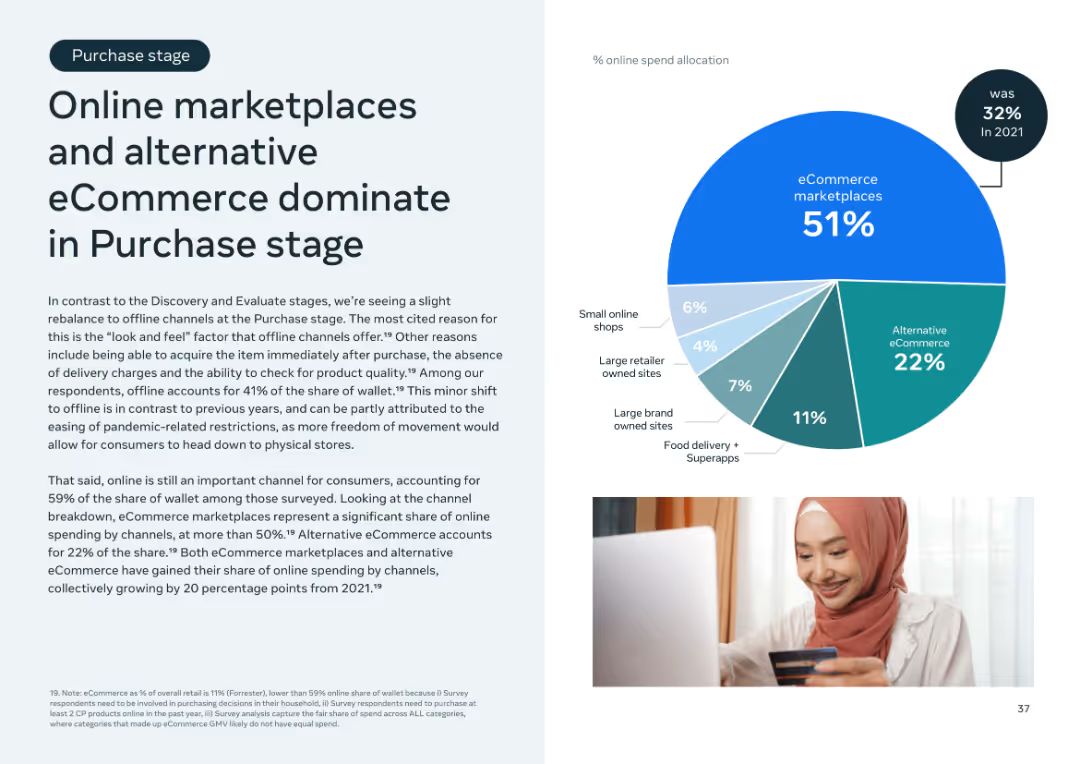 Purchase stage
Online marketplaces
and alternative
eCommerce dominate
in Purchase stage
In contrast to the Discovery and Evaluate stages, we’re seeing a slight
rebalance to offline channels at the Purchase stage. The most cited reason for
this is the “look and feel” factor that offline channels offer.¹⁹ Other reasons
include being able to acquire the item immediately after purchase, the absence
of delivery charges and the ability to check for product quality.¹⁹ Among our
respondents, offline accounts for 41% of the share of wallet.¹⁹ This minor shift
to offline is in contrast to previous years, and can be partly attributed to the
easing of pandemic-related restrictions, as more freedom of movement would
allow for consumers to head down to physical stores.
That said, online is still an important channel for consumers, accounting for
59% of the share of wallet among those surveyed. Looking at the channel
breakdown, eCommerce marketplaces represent a significant share of online
spending by channels, at more than 50%.¹⁹ Alternative eCommerce accounts
for 22% of the share.¹⁹ Both eCommerce marketplaces and alternative
eCommerce have gained their share of online spending by channels,
collectively growing by 20 percentage points from 2021.¹⁹
19. Note: eCommerce as % of overall retail is 11% (Forrester), lower than 59% online share of wallet because i) Survey
respondents need to be involved in purchasing decisions in their household, ii) Survey respondents need to purchase at
least 2 CP products online in the past year, iii) Survey analysis capture the fair share of spend across ALL categories,
where categories that made up eCommerce GMV likely do not have equal spend.
% online spend allocation
was
32%
In 2021
eCommerce
marketplaces
51%
Alternative
eCommerce
22%
Small online
shops
6%
Large retailer
owned sites
4%
Large brand
owned sites
7%
Food delivery +
Superapps
11%
37